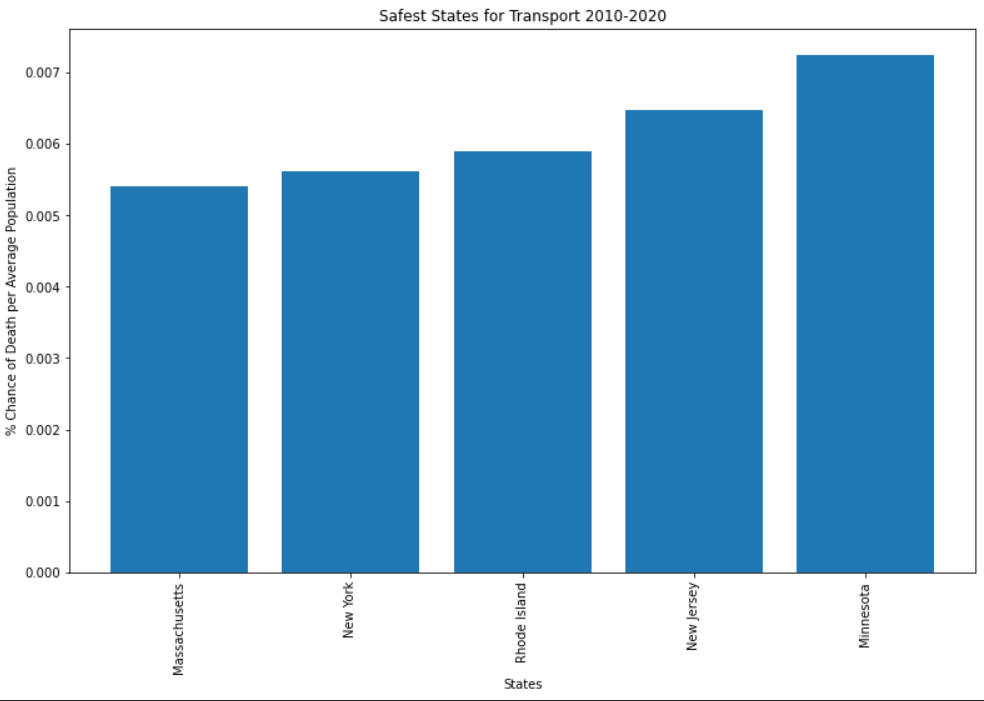 Safest States for Transport 2010-2020
% Chance of Death per Average Population
0.007
0.006
0.005
0.004
0.003
0.002
0.001
0.000
Massachusetts
New York
Rhode Island
New Jersey
Minnesota
States